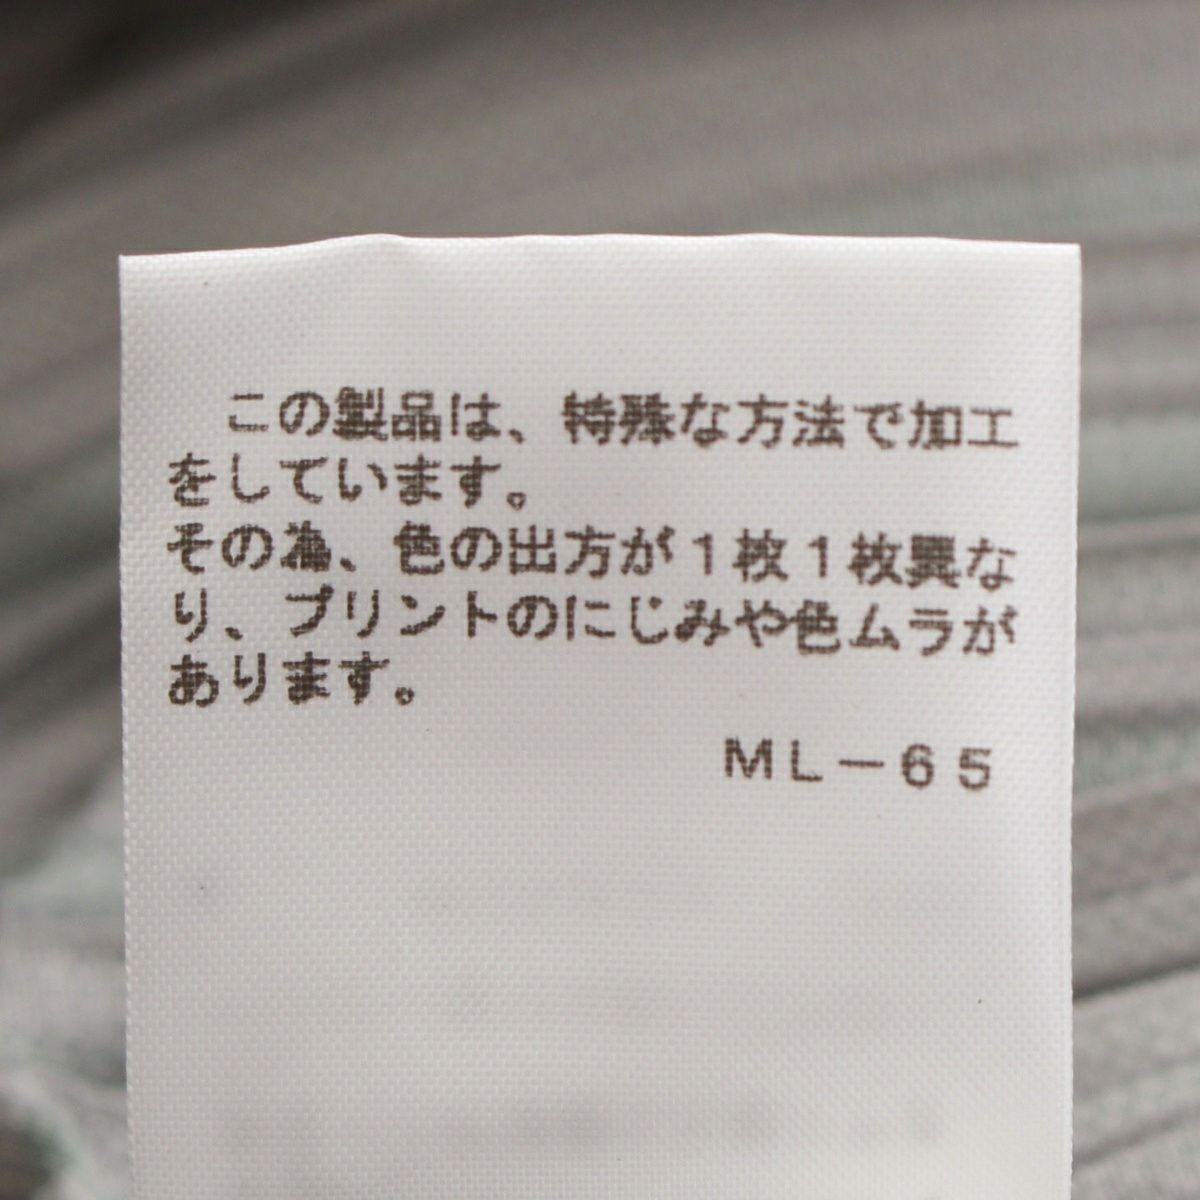 この製品は、特殊な方法で加工
をしています。
その為、色の出方が１枚１枚異な
り、プリントのにじみや色ムラが
あります。
ＭＬ－６５